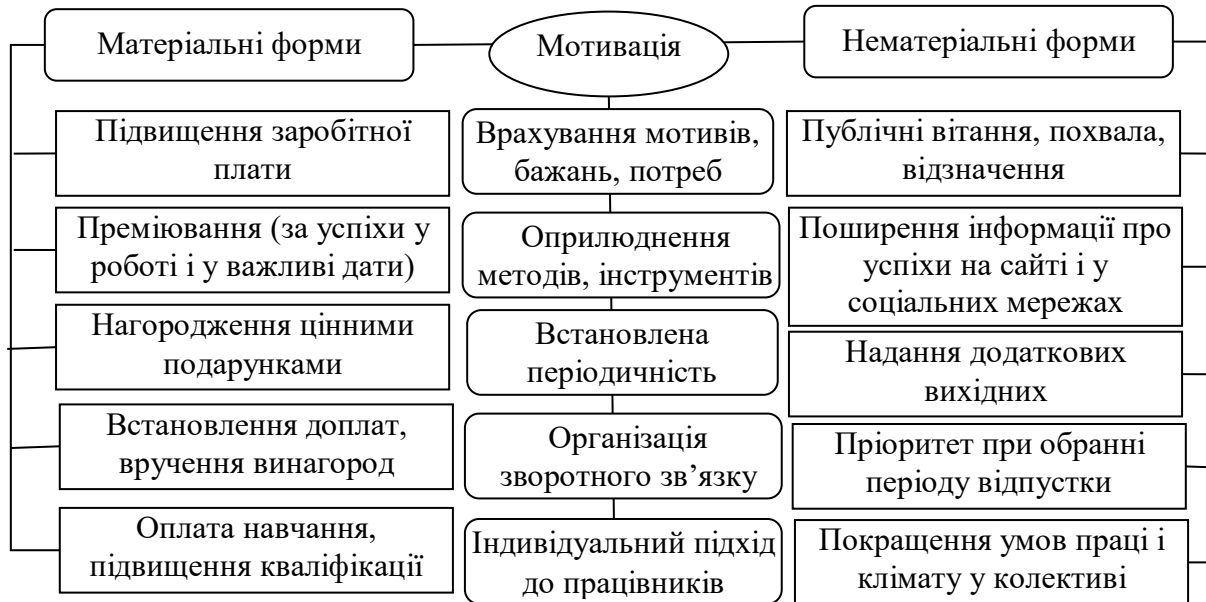 Матеріальні форми
Мотивація
Нематеріальні форми
Підвищення заробітної
плати
Преміювання (за успіхи у
роботі і у важливі дати)
Нагородження цінними
подарунками
Встановлення доплат,
вручення винагород
Оплата навчання,
підвищення кваліфікації
Врахування мотивів,
бажань, потреб
Оприлюднення
методів, інструментів
Встановлена
періодичність
Організація
зворотного зв’язку
Індивідуальний підхід
до працівників
Публічні вітання, похвала,
відзначення
Поширення інформації про
успіхи на сайті і у
соціальних мережах
Надання додаткових
вихідних
Пріоритет при обранні
періоду відпустки
Покращення умов праці і
клімату у колективі